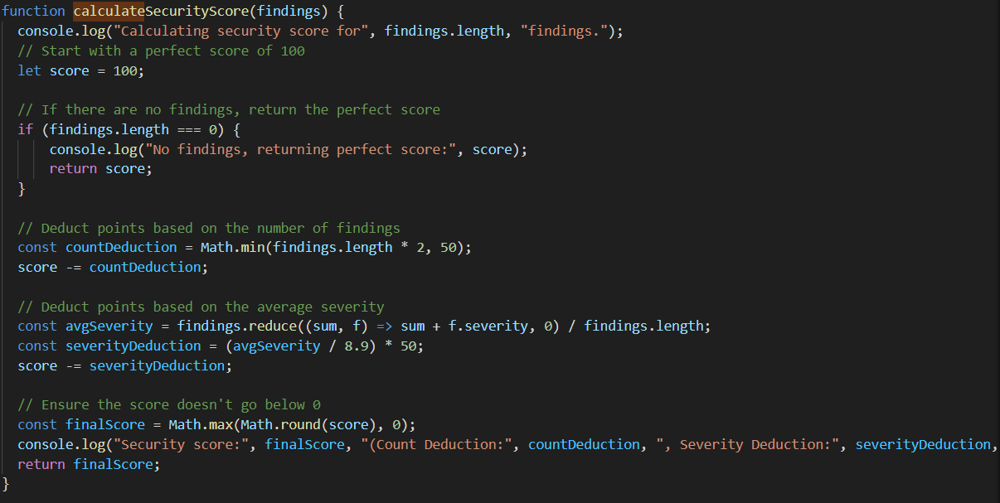 function calculateSecurityScore(findings) {
console.log("Calculating security score for", findings.length, "findings.");
// Start with a perfect score of 100
let score = 100;
// If there are no findings, return the perfect score
if (findings.length === 0) {
console.log("No findings, returning perfect score:", score);
return score;
}
// Deduct points based on the number of findings
const countDeduction = Math.min(findings.length * 2, 50);
score -= countDeduction;
// Deduct points based on the average severity
const avgSeverity = findings.reduce((sum, f) => sum + f.severity, 0) / findings.length;
const severityDeduction = (avgSeverity / 8.9) * 50;
score -= severityDeduction;
// Ensure the score doesn't go below 0
const finalScore = Math.max(Math.round(score), 0);
console.log("Security score:", finalScore, "(Count Deduction:", countDeduction, ", Severity Deduction:", severityDeduction,
return finalScore;
}